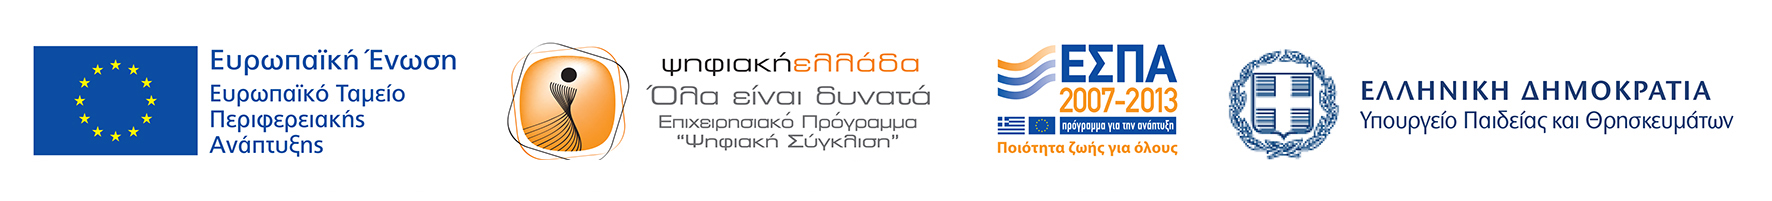 Ευρωπαϊκή Ένωση
Ευρωπαϊκό Ταμείο
Περιφερειακής
Ανάπτυξης
ψηφιακήελλάδα
Όλα είναι δυνατά
Επιχειρησιακό Πρόγραμμα
“Ψηφιακή Σύγκλιση”
ΕΣΠΑ
2007-2013
πρόγραμμα για την ανάπτυξη
Ποιότητα ζωής για όλους
ΕΛΛΗΝΙΚΗ ΔΗΜΟΚΡΑΤΙΑ
Υπουργείο Παιδείας και Θρησκευμάτων